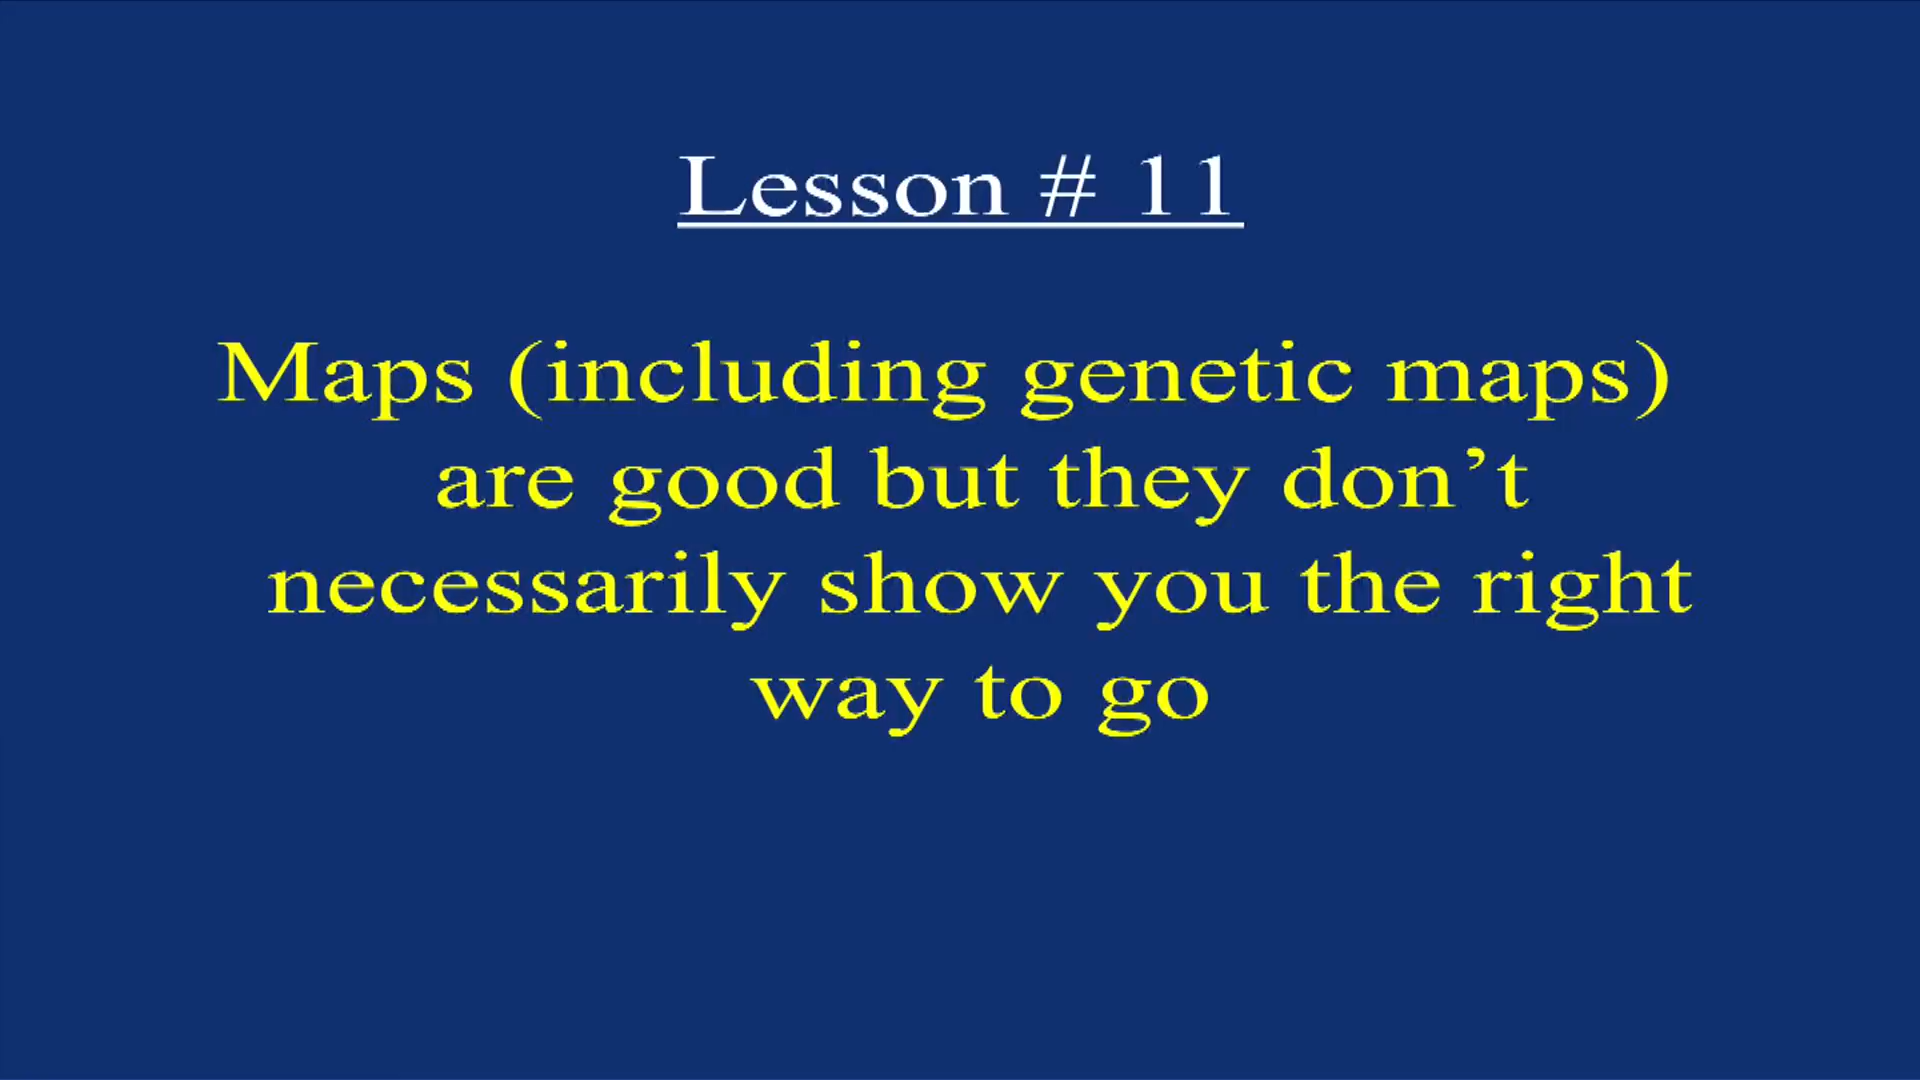 Lesson # 11
Maps (including genetic maps)
are good but they don’t
necessarily show you the right
way to go